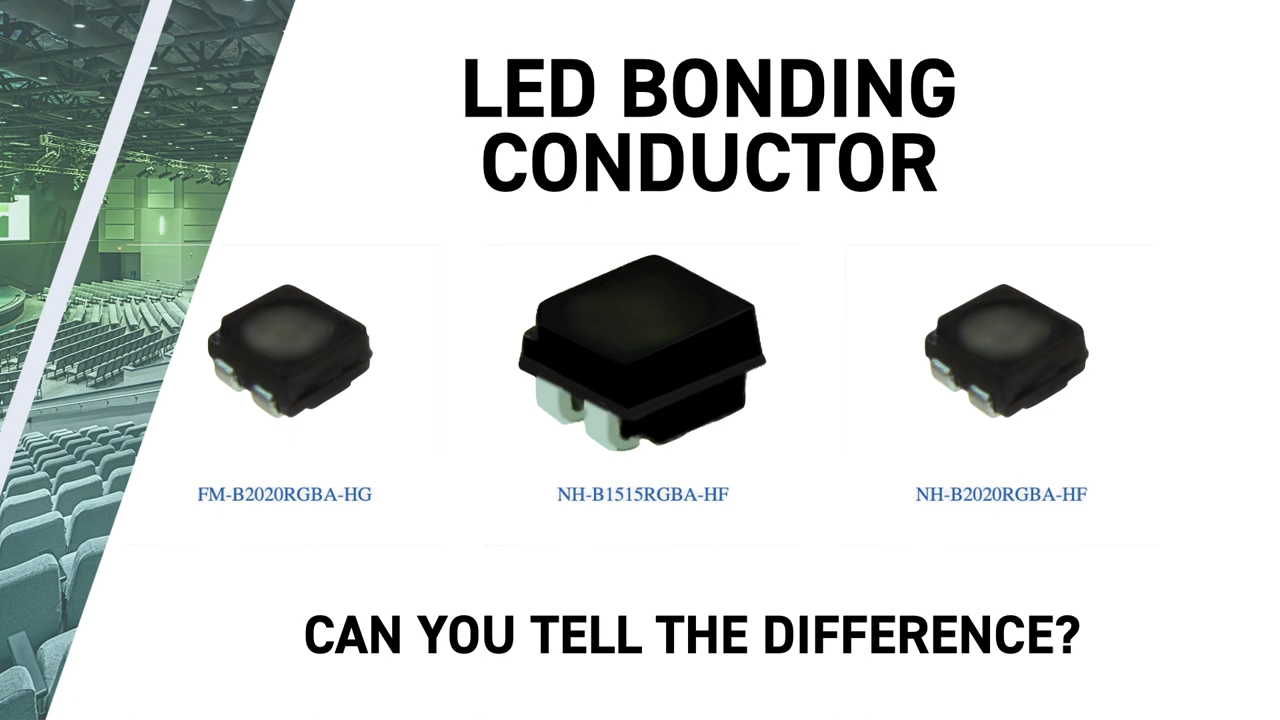 LED BONDING
CONDUCTOR
FM-B2020RGBA-HG
NH-B1515RGBA-HF
NH-B2020RGBA-HF
CAN YOU TELL THE DIFFERENCE?